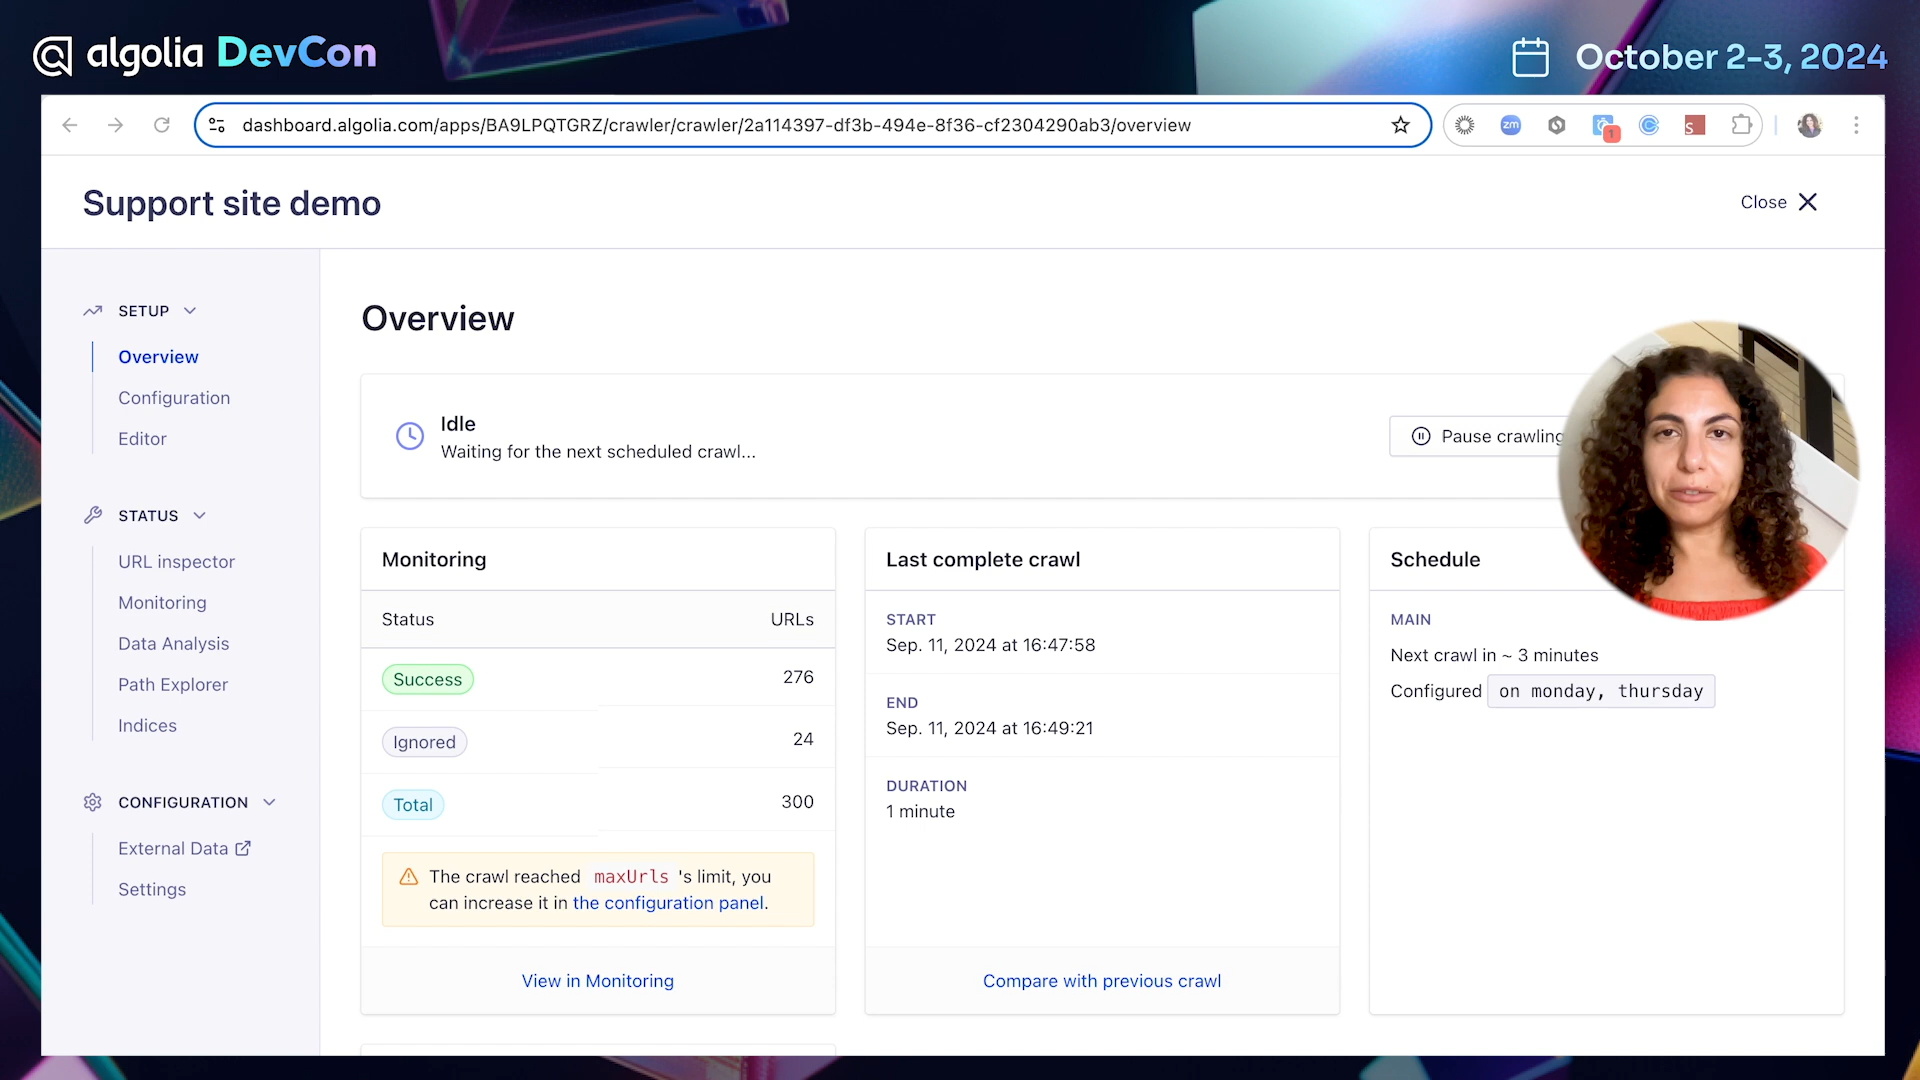 algolia DevCon
October 2-3, 2024
dashboard.algolia.com/apps/BA9LPQTGRZ/crawler/crawler/2a114397-df3b-494e-8f36-cf2304290ab3/overview
zm
1
S
Support site demo
Close
SETUP
Overview
Configuration
Editor
STATUS
URL inspector
Monitoring
Data Analysis
Path Explorer
Indices
CONFIGURATION
External Data
Settings
Overview
Idle
Waiting for the next scheduled crawl...
Pause crawling
Monitoring
Status URLs
Success 276
Ignored 24
Total 300
The crawl reached maxUrls 's limit, you
can increase it in the configuration panel.
View in Monitoring
Last complete crawl
START
Sep. 11, 2024 at 16:47:58
END
Sep. 11, 2024 at 16:49:21
DURATION
1 minute
Compare with previous crawl
Schedule
MAIN
Next crawl in ~ 3 minutes
Configured on monday, thursday